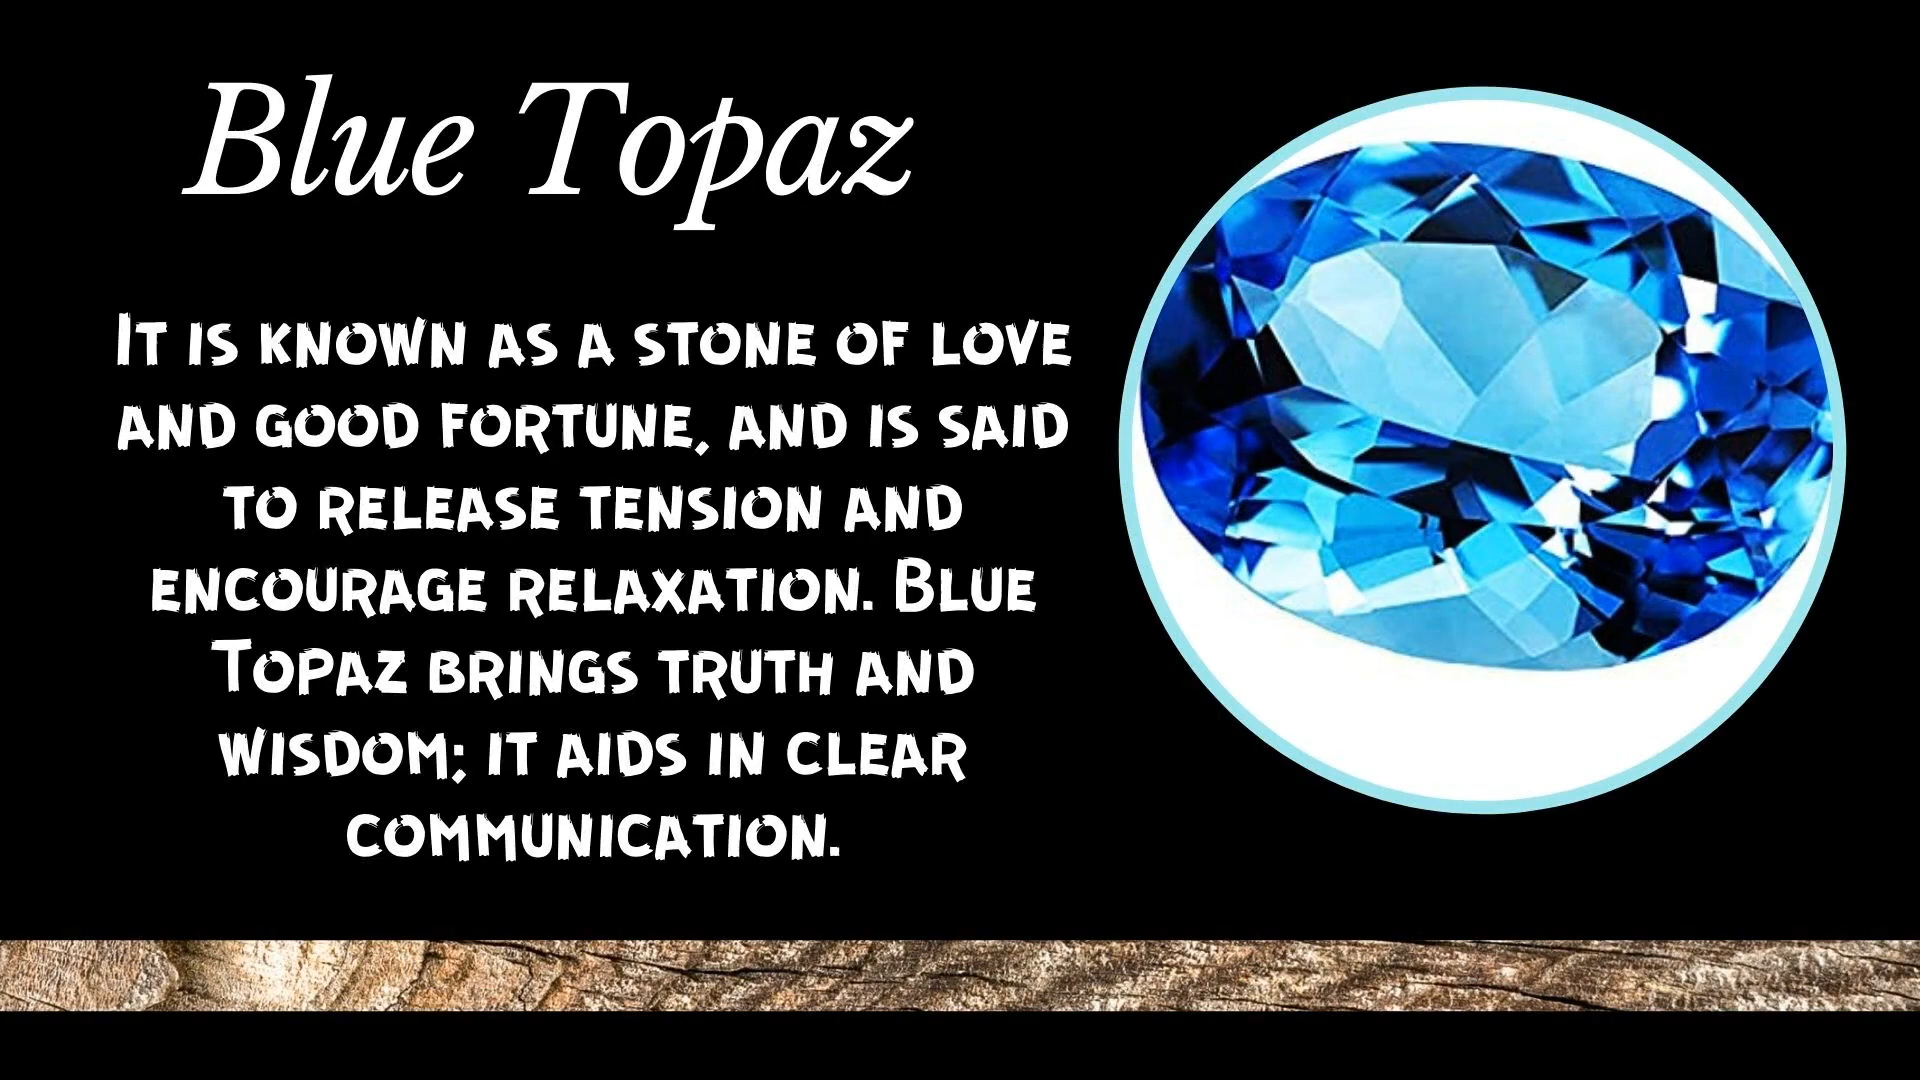 Blue Topaz
It is known as a stone of love
and good fortune, and is said
to release tension and
encourage relaxation. Blue
Topaz brings truth and
wisdom; it aids in clear
communication.